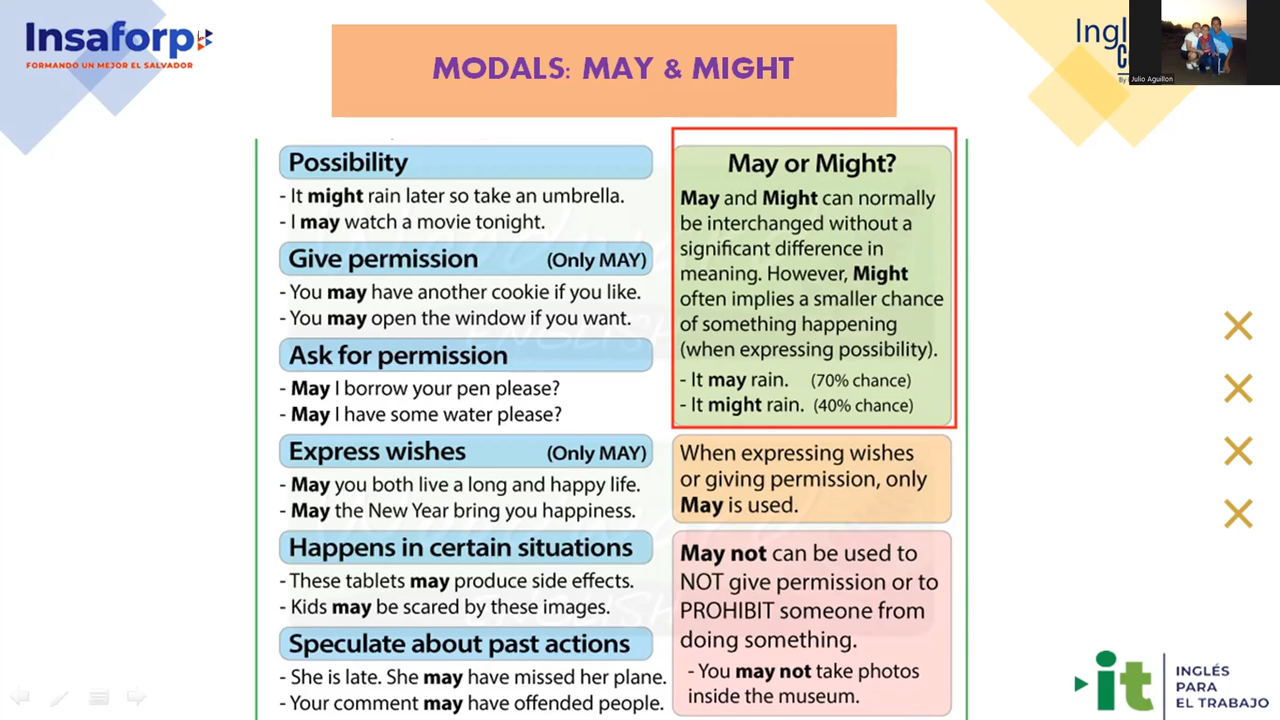 Insaforp
FORMANDO UN MEJOR EL SALVADOR
MODALS: MAY & MIGHT
Julio Aguillon
Possibility
- It might rain later so take an umbrella.
- I may watch a movie tonight.
Give permission (Only MAY)
- You may have another cookie if you like.
- You may open the window if you want.
Ask for permission
- May I borrow your pen please?
- May I have some water please?
Express wishes (Only MAY)
- May you both live a long and happy life.
- May the New Year bring you happiness.
Happens in certain situations
- These tablets may produce side effects.
- Kids may be scared by these images.
Speculate about past actions
- She is late. She may have missed her plane.
- Your comment may have offended people.
May or Might?
May and Might can normally
be interchanged without a
significant difference in
meaning. However, Might
often implies a smaller chance
of something happening
(when expressing possibility).
- It may rain. (70% chance)
- It might rain. (40% chance)
When expressing wishes
or giving permission, only
May is used.
May not can be used to
NOT give permission or to
PROHIBIT someone from
doing something.
- You may not take photos
inside the museum.
it
INGLÉS
PARA
EL TRABAJO